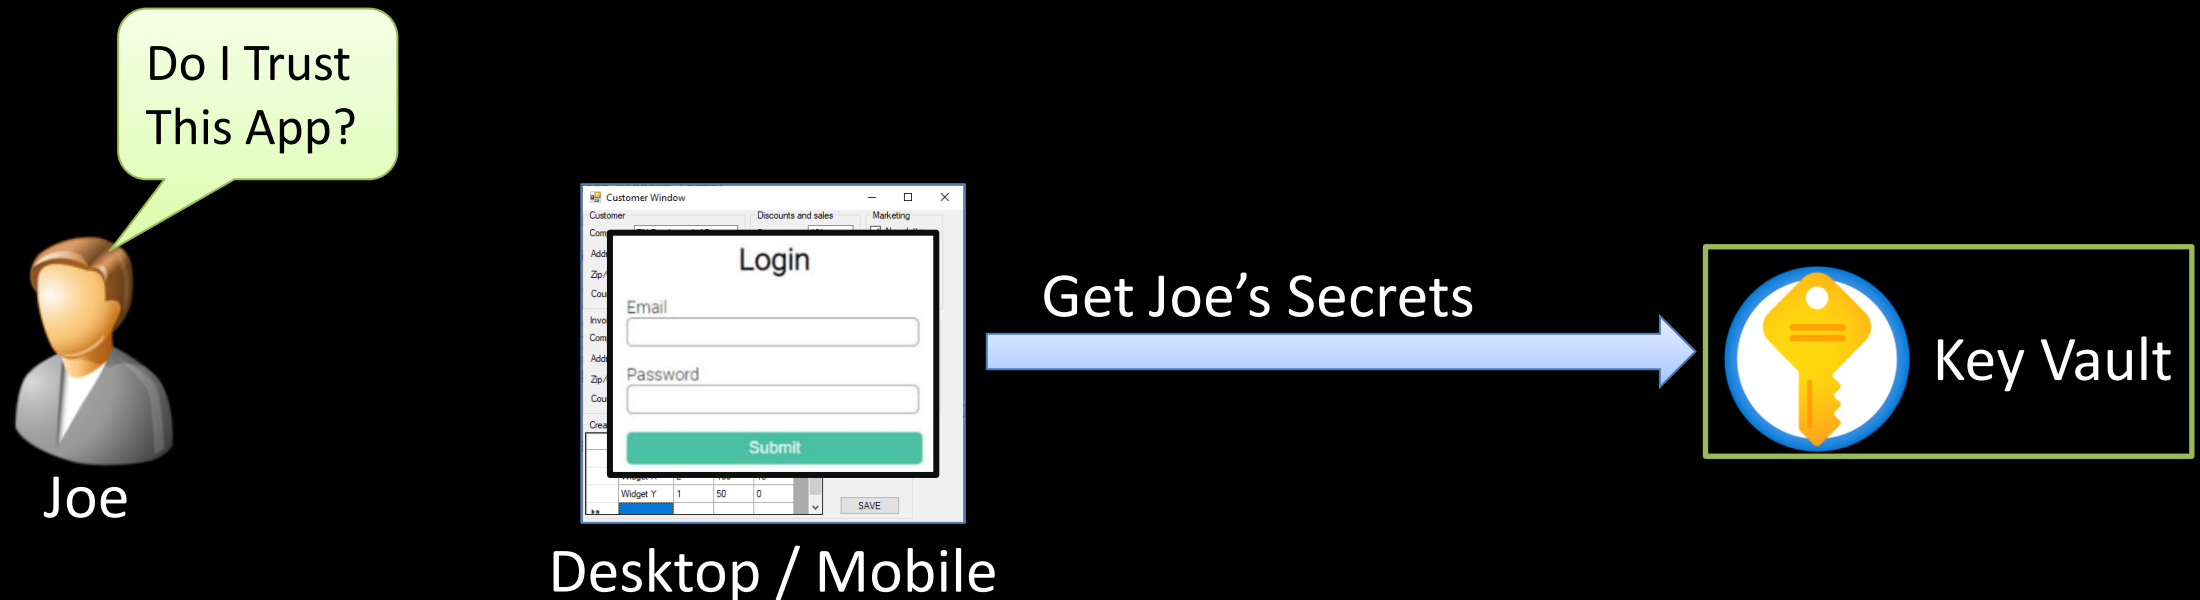 Do I Trust
This App?
Joe
Customer Window
Customer
Discounts and sales
Marketing
Login
Email
Password
Submit
Widget Y 1 50 0
SAVE
Desktop / Mobile
Get Joe’s Secrets
Key Vault